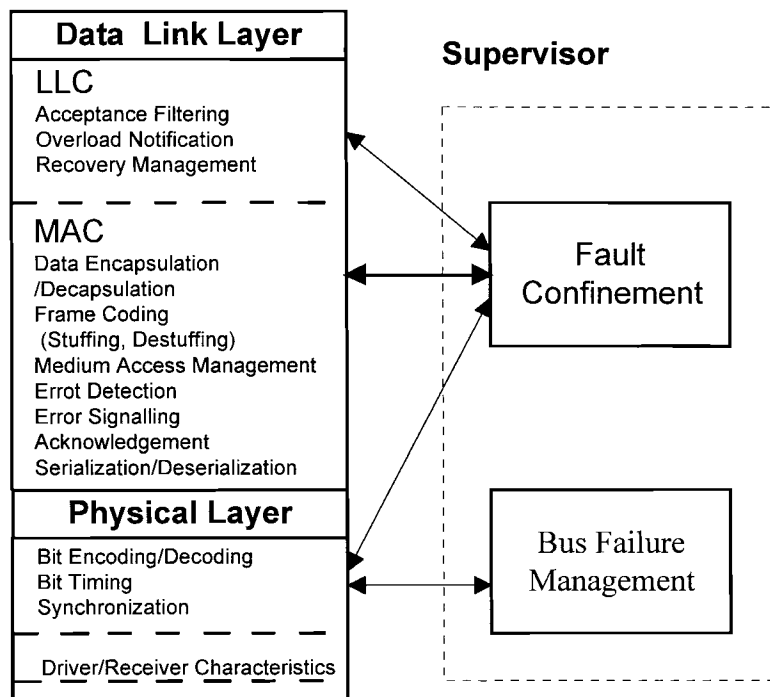 Data Link Layer
LLC
Acceptance Filtering
Overload Notification
Recovery Management
MAC
Data Encapsulation
/Decapsulation
Frame Coding
(Stuffing, Destuffing)
Medium Access Management
Errot Detection
Error Signalling
Acknowledgement
Serialization/Deserialization
Physical Layer
Bit Encoding/Decoding
Bit Timing
Synchronization
Driver/Receiver Characteristics
Supervisor
Fault
Confinement
Bus Failure
Management